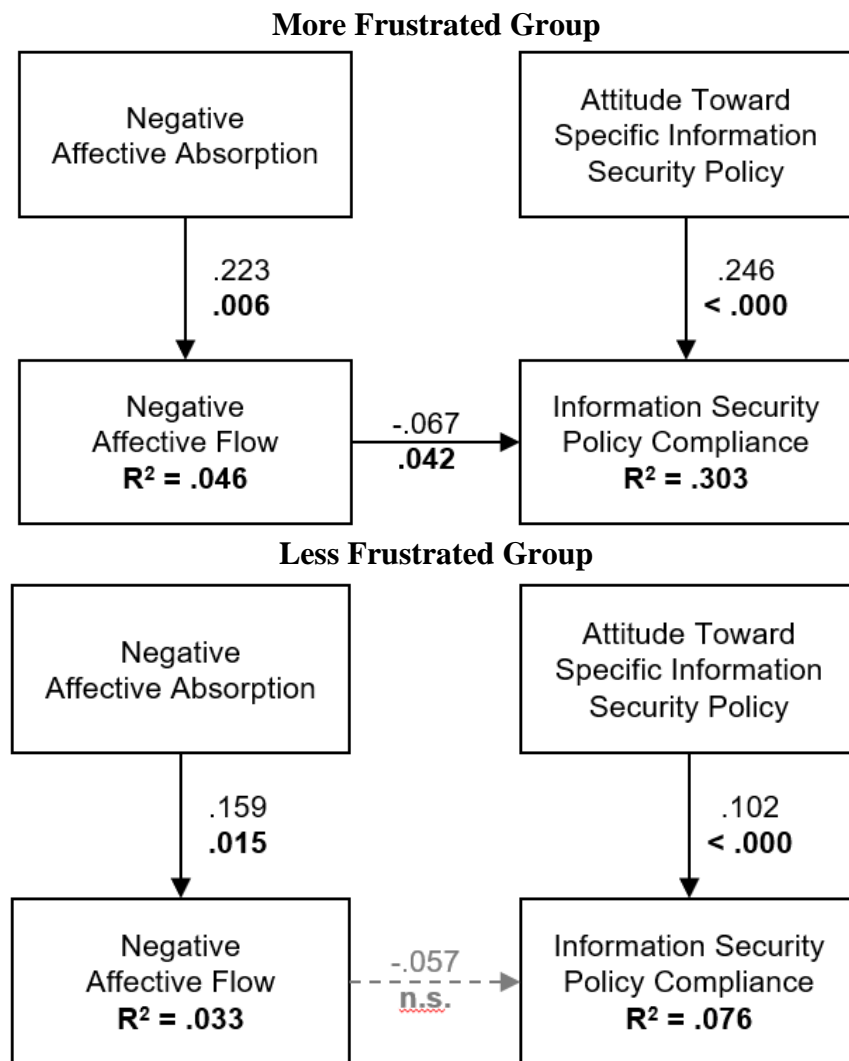 More Frustrated Group
Negative
Affective Absorption
Attitude Toward
Specific Information
Security Policy
.223
.006
.246
< .000
Negative
Affective Flow
R² = .046
-.067
.042
Information Security
Policy Compliance
R² = .303
Less Frustrated Group
Negative
Affective Absorption
Attitude Toward
Specific Information
Security Policy
.159
.015
.102
< .000
Negative
Affective Flow
R² = .033
-.057
n.s.
Information Security
Policy Compliance
R² = .076